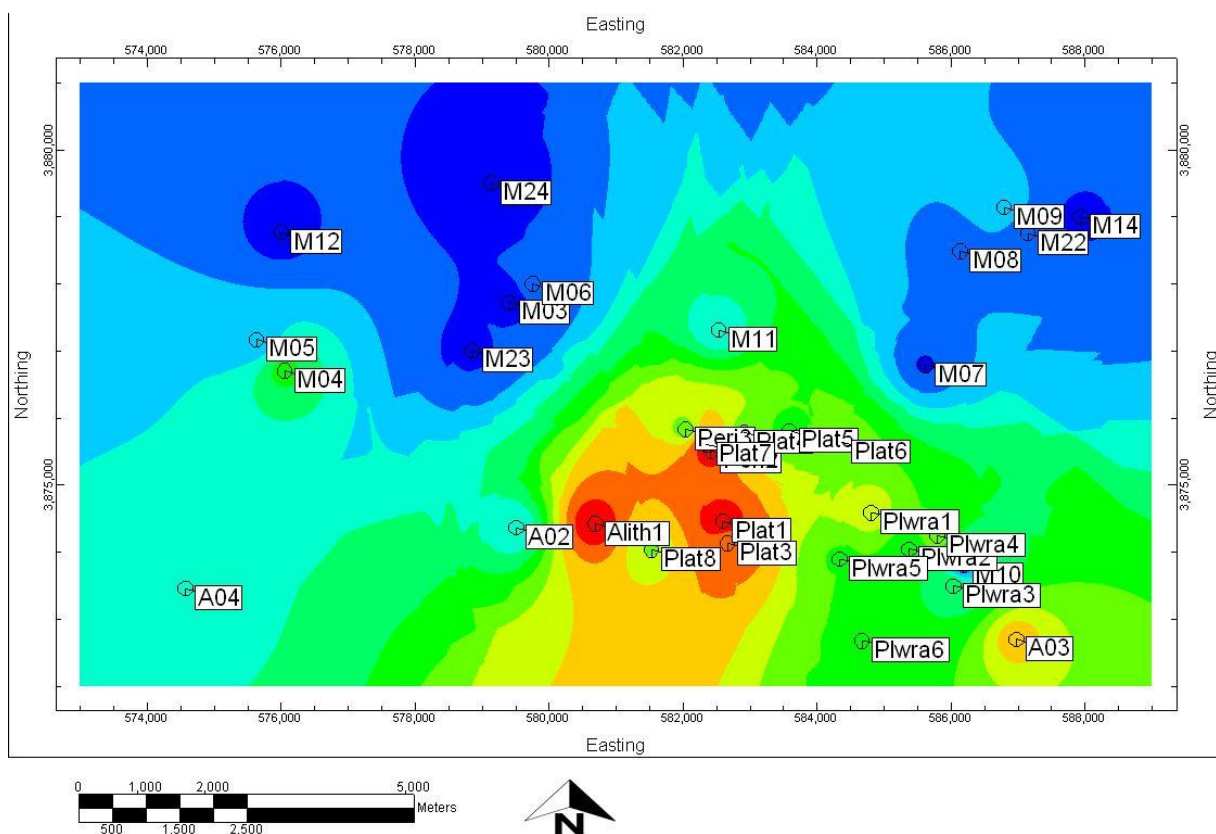 Easting
574,000 576,000 578,000 580,000 582,000 584,000 586,000 588,000
3,880,000
3,880,000
M24
M09
M14
M12
M22
M08
M06
M03
M05
M11
M23
M07
M04
Northing
Northing
Peri3
Plat5
Plat7
Plat6
3,875,000
3,875,000
Plwra1
A02
Alith1
Plat1
Plwra4
Plat3
Plat8
Plwra2
Plwra5
M10
A04
Plwra3
Plwra6
A03
574,000 576,000 578,000 580,000 582,000 584,000 586,000 588,000
Easting
0 1,000 2,000 5,000
Meters
500 1,500 2,500
N